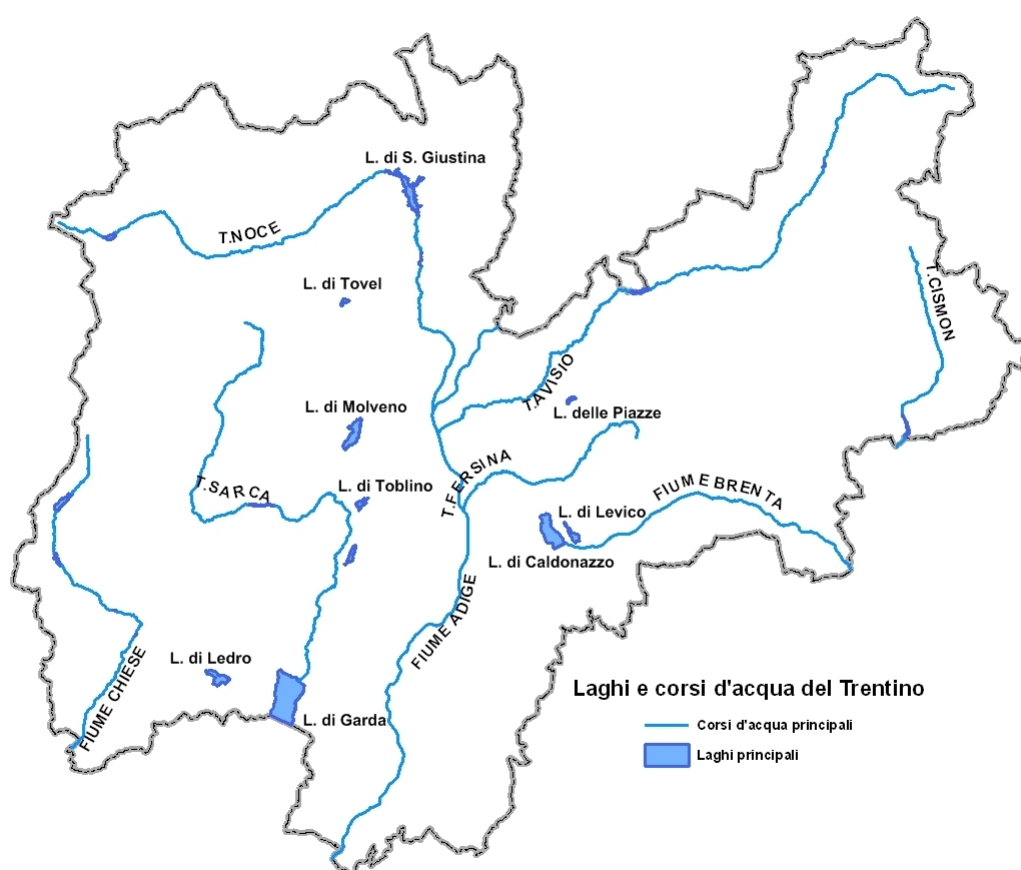 L. di S. Giustina
T.NOCE
L. di Tovel
T.CISMON
T.AVISIO
L. di Molveno
L. delle Piazze
T.FERSINA
T.SARCA
L. di Toblino
FIUME BRENTA
L. di Levico
L. di Caldonazzo
FIUME ADIGE
L. di Ledro
FIUME CHIESE
L. di Garda
Laghi e corsi d'acqua del Trentino
Corsi d'acqua principali
Laghi principali